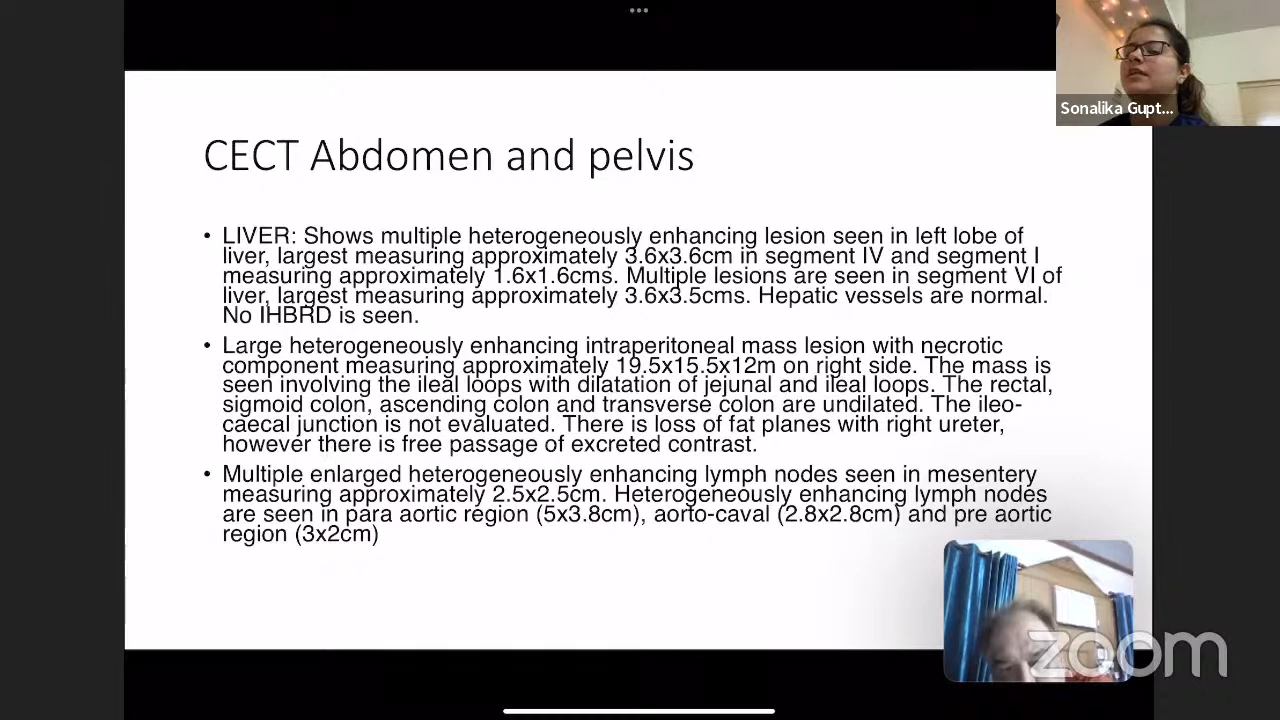 •••
Sonalika Gupt...
CECT Abdomen and pelvis
• LIVER: Shows multiple heterogeneously enhancing lesion seen in left lobe of
liver, largest measuring approximately 3.6x3.6cm in segment IV and segment I
measuring approximately 1.6x1.6cms. Multiple lesions are seen in segment VI of
liver, largest measuring approximately 3.6x3.5cms. Hepatic vessels are normal.
No IHBRD is seen.
• Large heterogeneously enhancing intraperitoneal mass lesion with necrotic
component measuring approximately 19.5x15.5x12m on right side. The mass is
seen involving the ileal loops with dilatation of jejunal and ileal loops. The rectal,
sigmoid colon, ascending colon and transverse colon are undilated. The ileo-
caecal junction is not evaluated. There is loss of fat planes with right ureter,
however there is free passage of excreted contrast.
• Multiple enlarged heterogeneously enhancing lymph nodes seen in mesentery
measuring approximately 2.5x2.5cm. Heterogeneously enhancing lymph nodes
are seen in para aortic region (5x3.8cm), aorto-caval (2.8x2.8cm) and pre aortic
region (3x2cm)
zoom